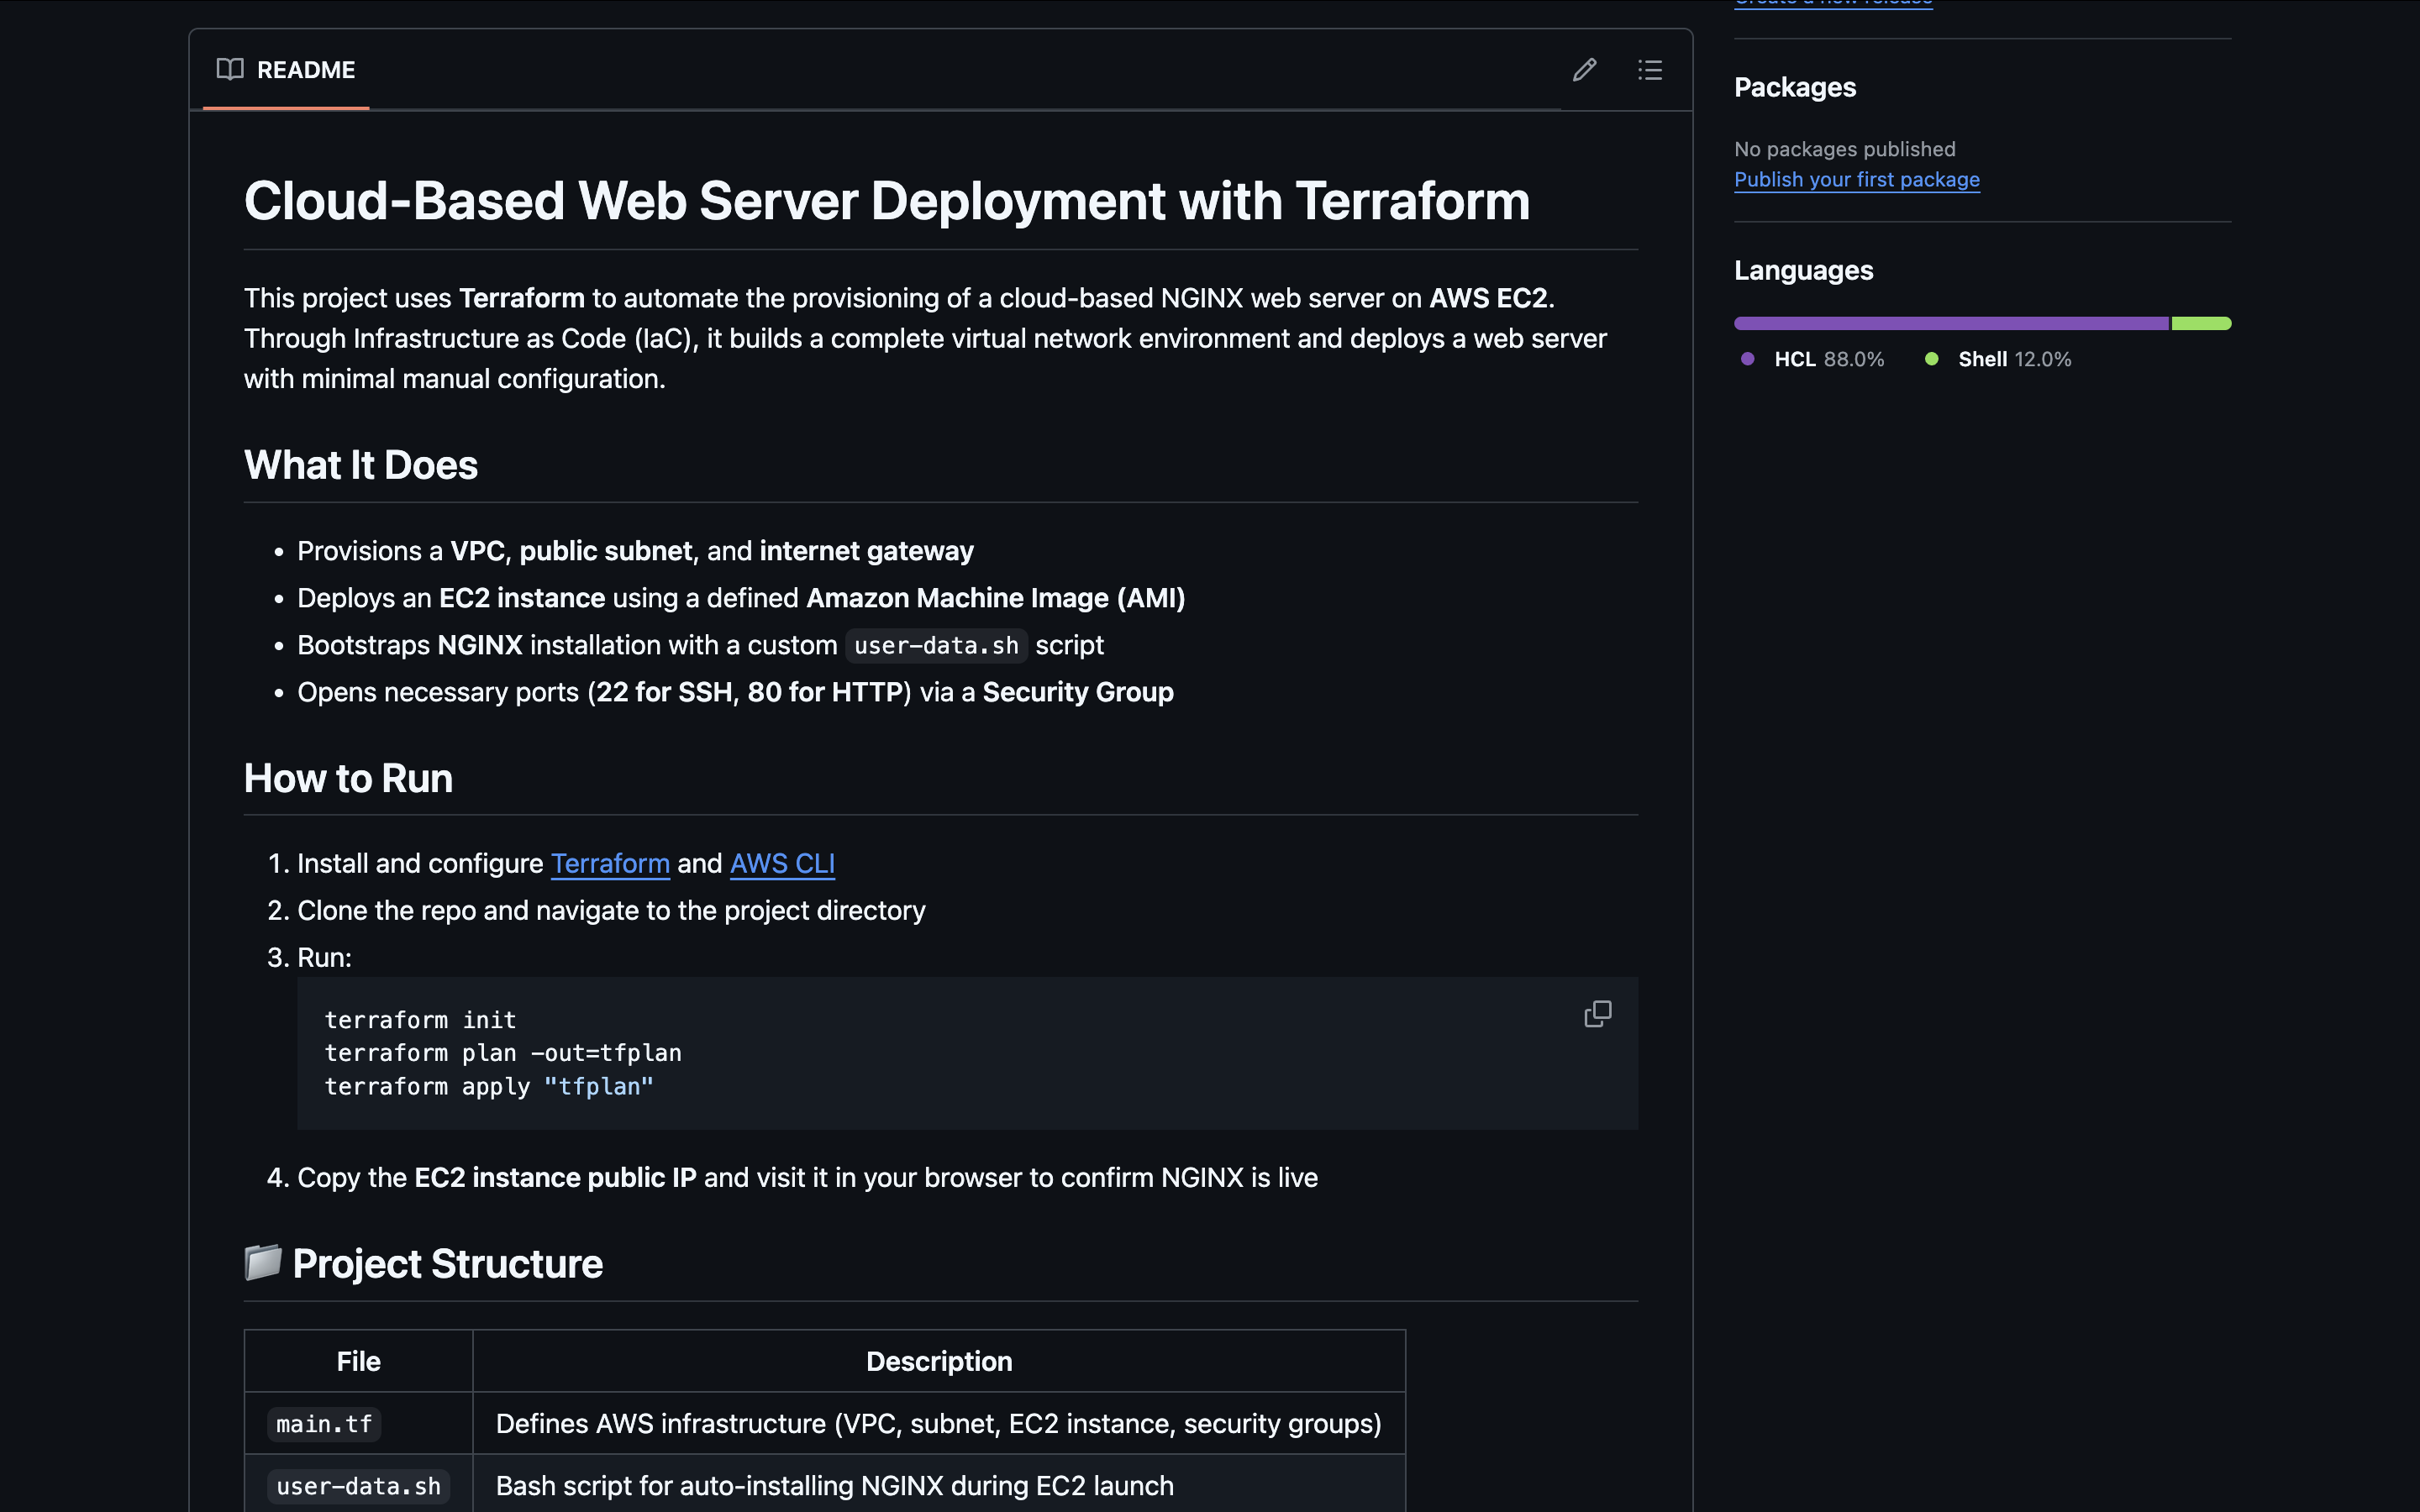 Create a new release
README
Cloud-Based Web Server Deployment with Terraform
This project uses Terraform to automate the provisioning of a cloud-based NGINX web server on AWS EC2.
Through Infrastructure as Code (IaC), it builds a complete virtual network environment and deploys a web server
with minimal manual configuration.
What It Does
• Provisions a VPC, public subnet, and internet gateway
• Deploys an EC2 instance using a defined Amazon Machine Image (AMI)
• Bootstraps NGINX installation with a custom user-data.sh script
• Opens necessary ports (22 for SSH, 80 for HTTP) via a Security Group
How to Run
1. Install and configure Terraform and AWS CLI
2. Clone the repo and navigate to the project directory
3. Run:
terraform init
terraform plan -out=tfplan
terraform apply "tfplan"
4. Copy the EC2 instance public IP and visit it in your browser to confirm NGINX is live
Project Structure
File Description
main.tf Defines AWS infrastructure (VPC, subnet, EC2 instance, security groups)
user-data.sh Bash script for auto-installing NGINX during EC2 launch
Packages
No packages published
Publish your first package
Languages
HCL 88.0% Shell 12.0%